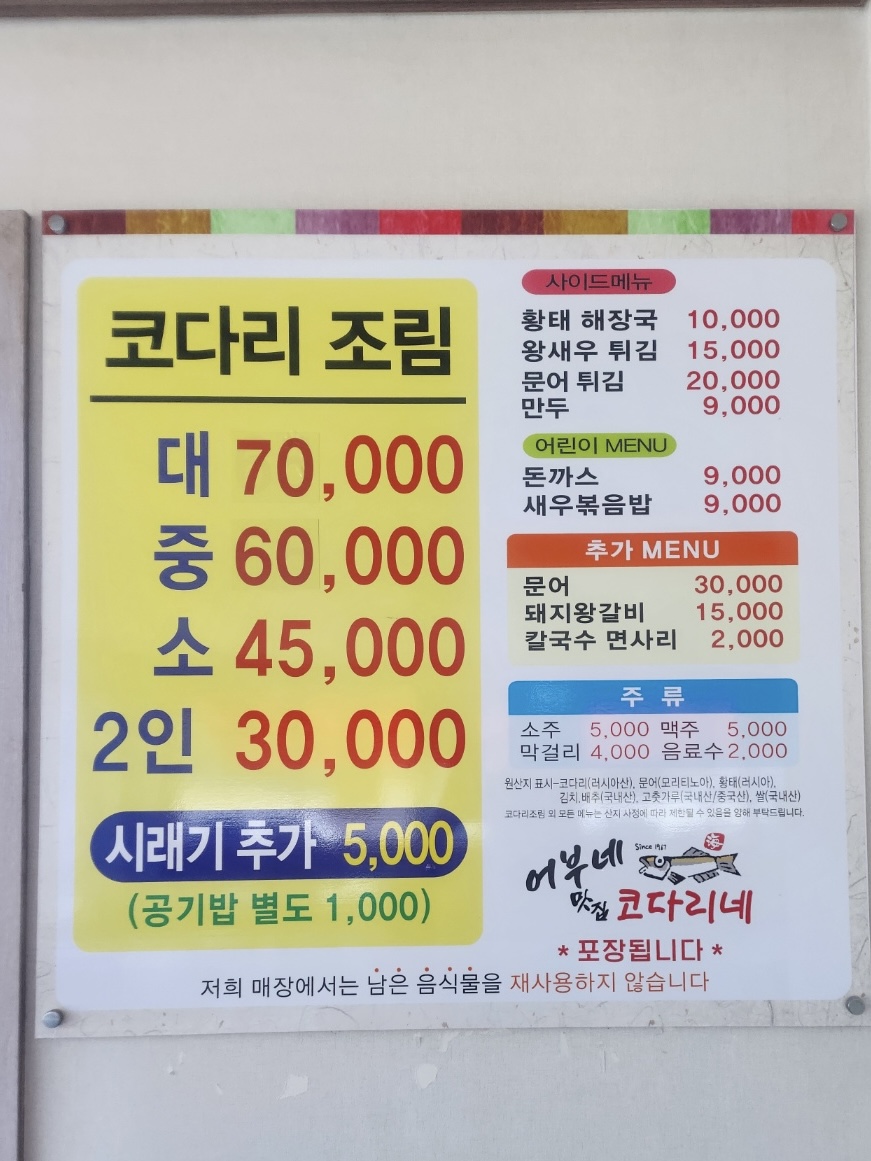 코다리 조림
대 70,000
중 60,000
소 45,000
2인 30,000
시래기 추가 5,000
(공기밥 별도 1,000)
사이드메뉴
황태 해장국 10,000
왕새우 튀김 15,000
문어 튀김 20,000
만두 9,000
어린이 MENU
돈까스 9,000
새우볶음밥 9,000
추가 MENU
문어 30,000
돼지왕갈비 15,000
칼국수 면사리 2,000
주 류
소주 5,000 맥주 5,000
막걸리 4,000 음료수 2,000
원산지 표시-코다리(러시아산), 문어(모리티노아), 황태(러시아),
김치,배추(국내산), 고춧가루(국내산/중국산), 쌀(국내산)
코다리조림 외 모든 메뉴는 산지 사정에 따라 제한될 수 있음을 양해 부탁드립니다.
어부네 Since 1987 海
맛집 코다리네
* 포장됩니다 *
저희 매장에서는 남은 음식물을 재사용하지 않습니다